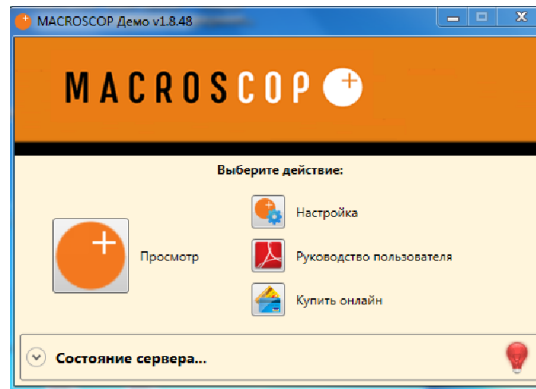 MACROSCOP Демо v1.8.48
MACROSCOP
Выберите действие:
Просмотр
Настройка
Руководство пользователя
Купить онлайн
Состояние сервера...